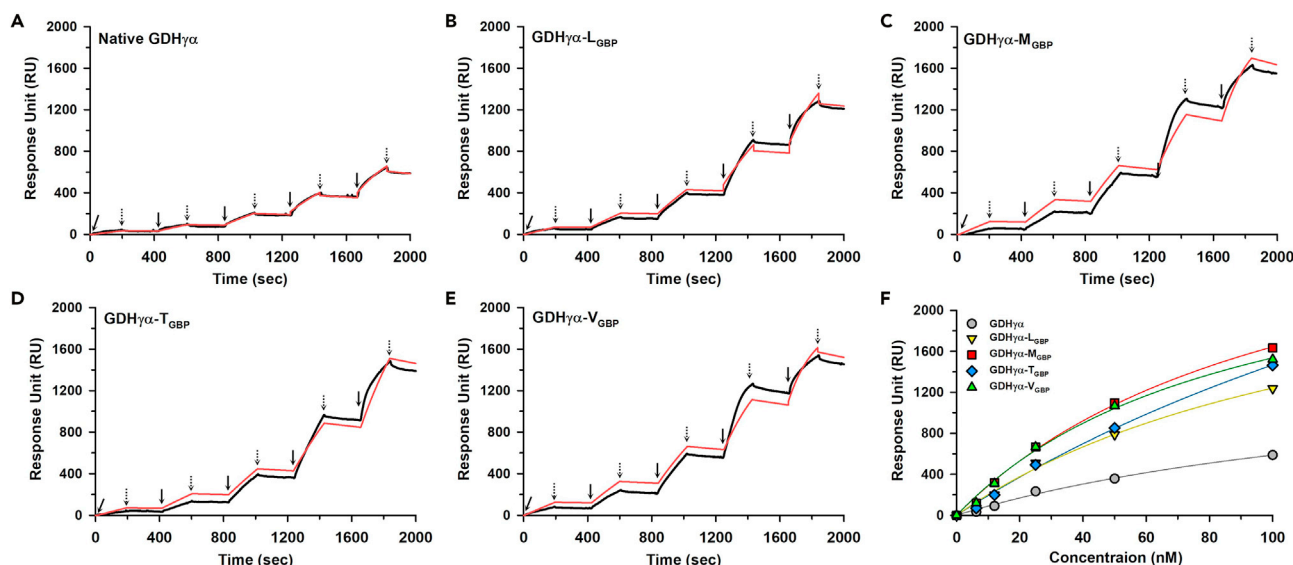 A
Native GDHγα
Response Unit (RU)
2000
1600
1200
800
400
0
0 400 800 1200 1600 2000
Time (sec)
B
GDHγα-LGBP
Response Unit (RU)
2000
1600
1200
800
400
0
0 400 800 1200 1600 2000
Time (sec)
C
GDHγα-MGBP
Response Unit (RU)
2000
1600
1200
800
400
0
0 400 800 1200 1600 2000
Time (sec)
D
GDHγα-TGBP
Response Unit (RU)
2000
1600
1200
800
400
0
0 400 800 1200 1600 2000
Time (sec)
E
GDHγα-VGBP
Response Unit (RU)
2000
1600
1200
800
400
0
0 400 800 1200 1600 2000
Time (sec)
F
GDHγα
GDHγα-LGBP
GDHγα-MGBP
GDHγα-TGBP
GDHγα-VGBP
Response Unit (RU)
2000
1600
1200
800
400
0
0 20 40 60 80 100
Concentraion (nM)